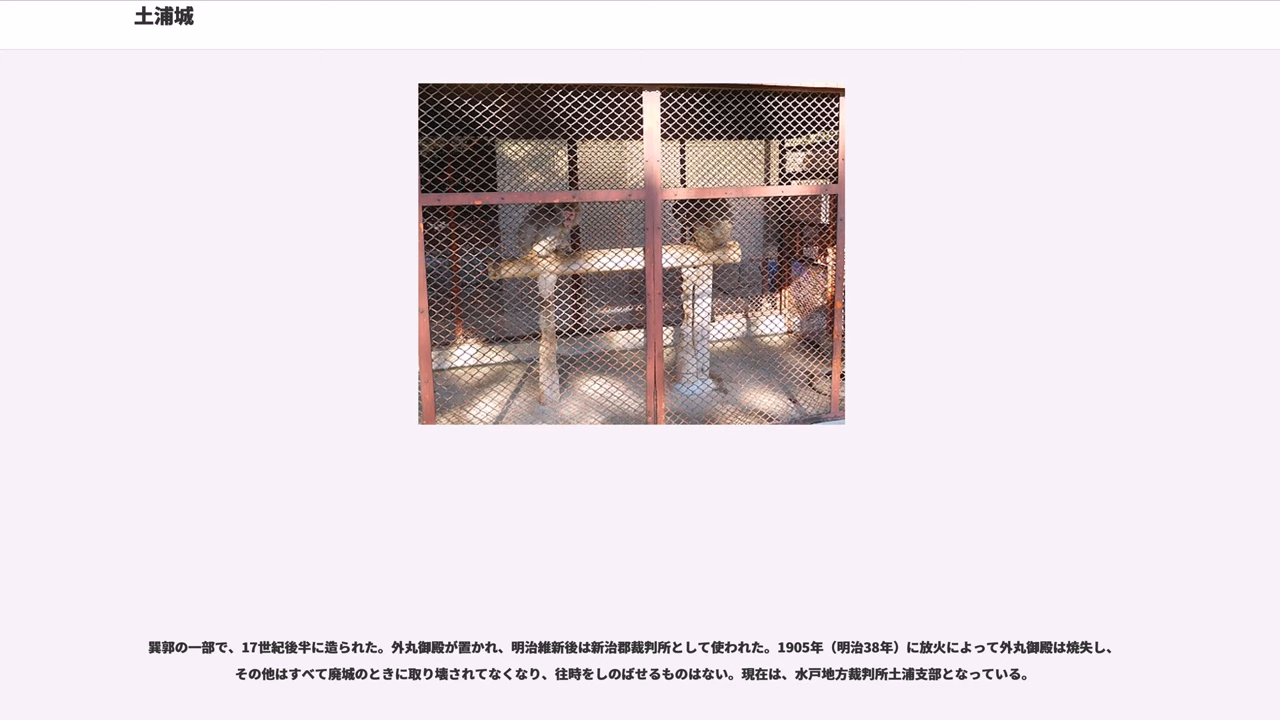 土浦城
巽郭の一部で、17世紀後半に造られた。外丸御殿が置かれ、明治維新後は新治郡裁判所として使われた。1905年（明治38年）に放火によって外丸御殿は焼失し、
その他はすべて廃城のときに取り壊されてなくなり、往時をしのばせるものはない。現在は、水戸地方裁判所土浦支部となっている。